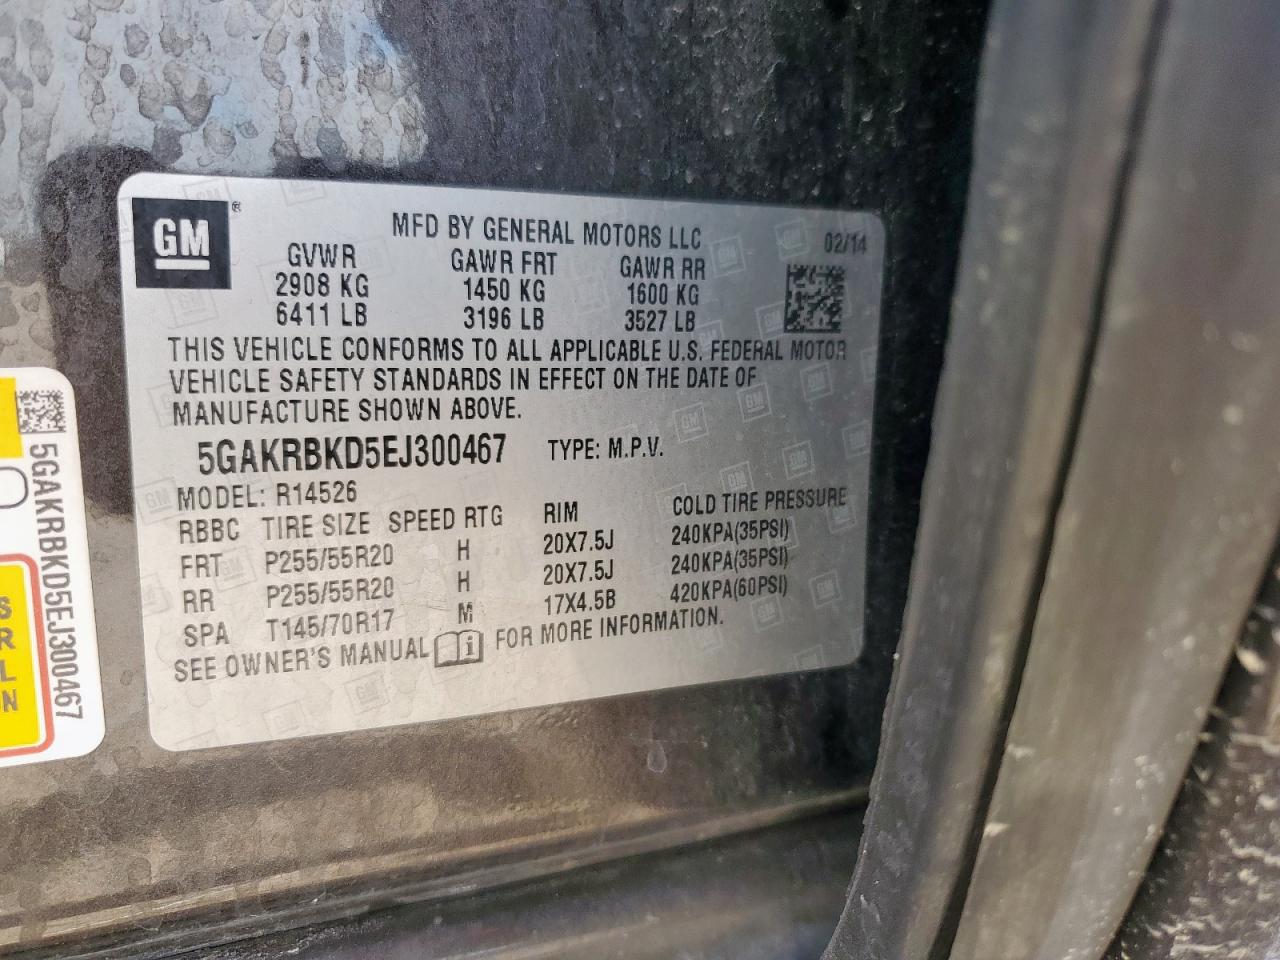 GM ®
MFD BY GENERAL MOTORS LLC
02/14
GVWR GAWR FRT GAWR RR
2908 KG 1450 KG 1600 KG
6411 LB 3196 LB 3527 LB
THIS VEHICLE CONFORMS TO ALL APPLICABLE U.S. FEDERAL MOTOR
VEHICLE SAFETY STANDARDS IN EFFECT ON THE DATE OF
MANUFACTURE SHOWN ABOVE.
5GAKRBKD5EJ300467 TYPE: M.P.V.
MODEL: R14526
RBBC TIRE SIZE SPEED RTG RIM COLD TIRE PRESSURE
FRT P255/55R20 H 20X7.5J 240KPA(35PSI)
RR P255/55R20 H 20X7.5J 240KPA(35PSI)
SPA T145/70R17 M 17X4.5B 420KPA(60PSI)
SEE OWNER'S MANUAL FOR MORE INFORMATION.
5GAKRBKD5EJ300467
S
R
L
N